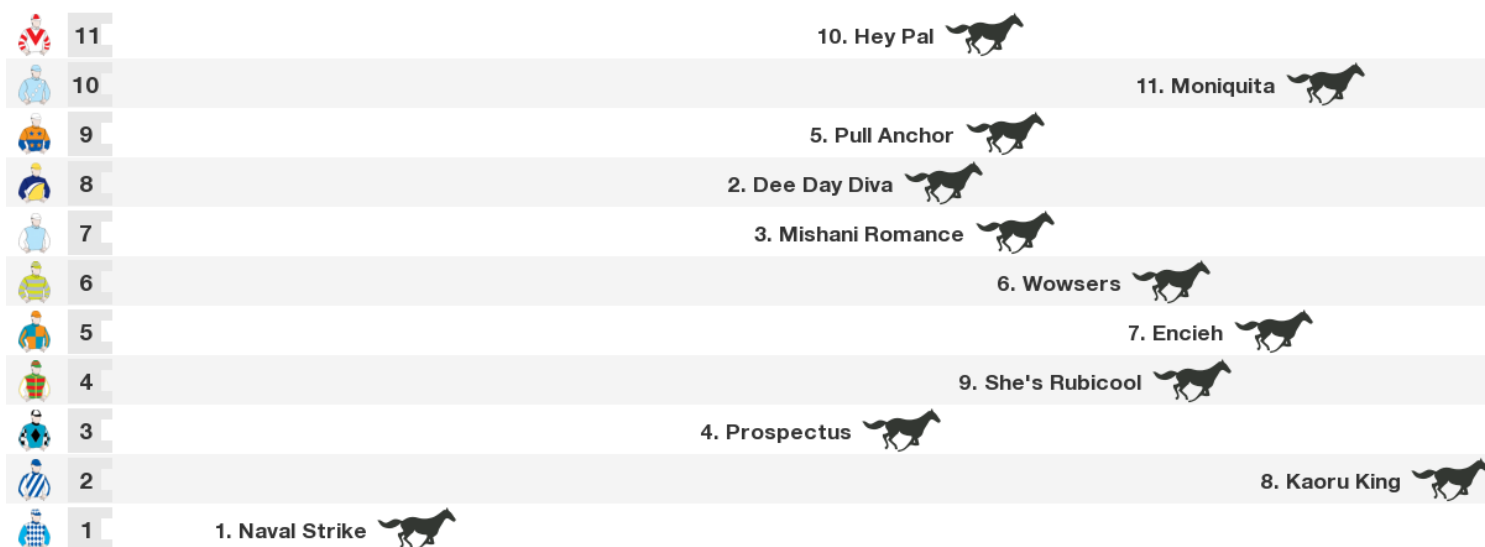 11 10. Hey Pal
10 11. Moniquita
9 5. Pull Anchor
8 2. Dee Day Diva
7 3. Mishani Romance
6 6. Wowsers
5 7. Encieh
4 9. She's Rubicool
3 4. Prospectus
2 8. Kaoru King
1 1. Naval Strike